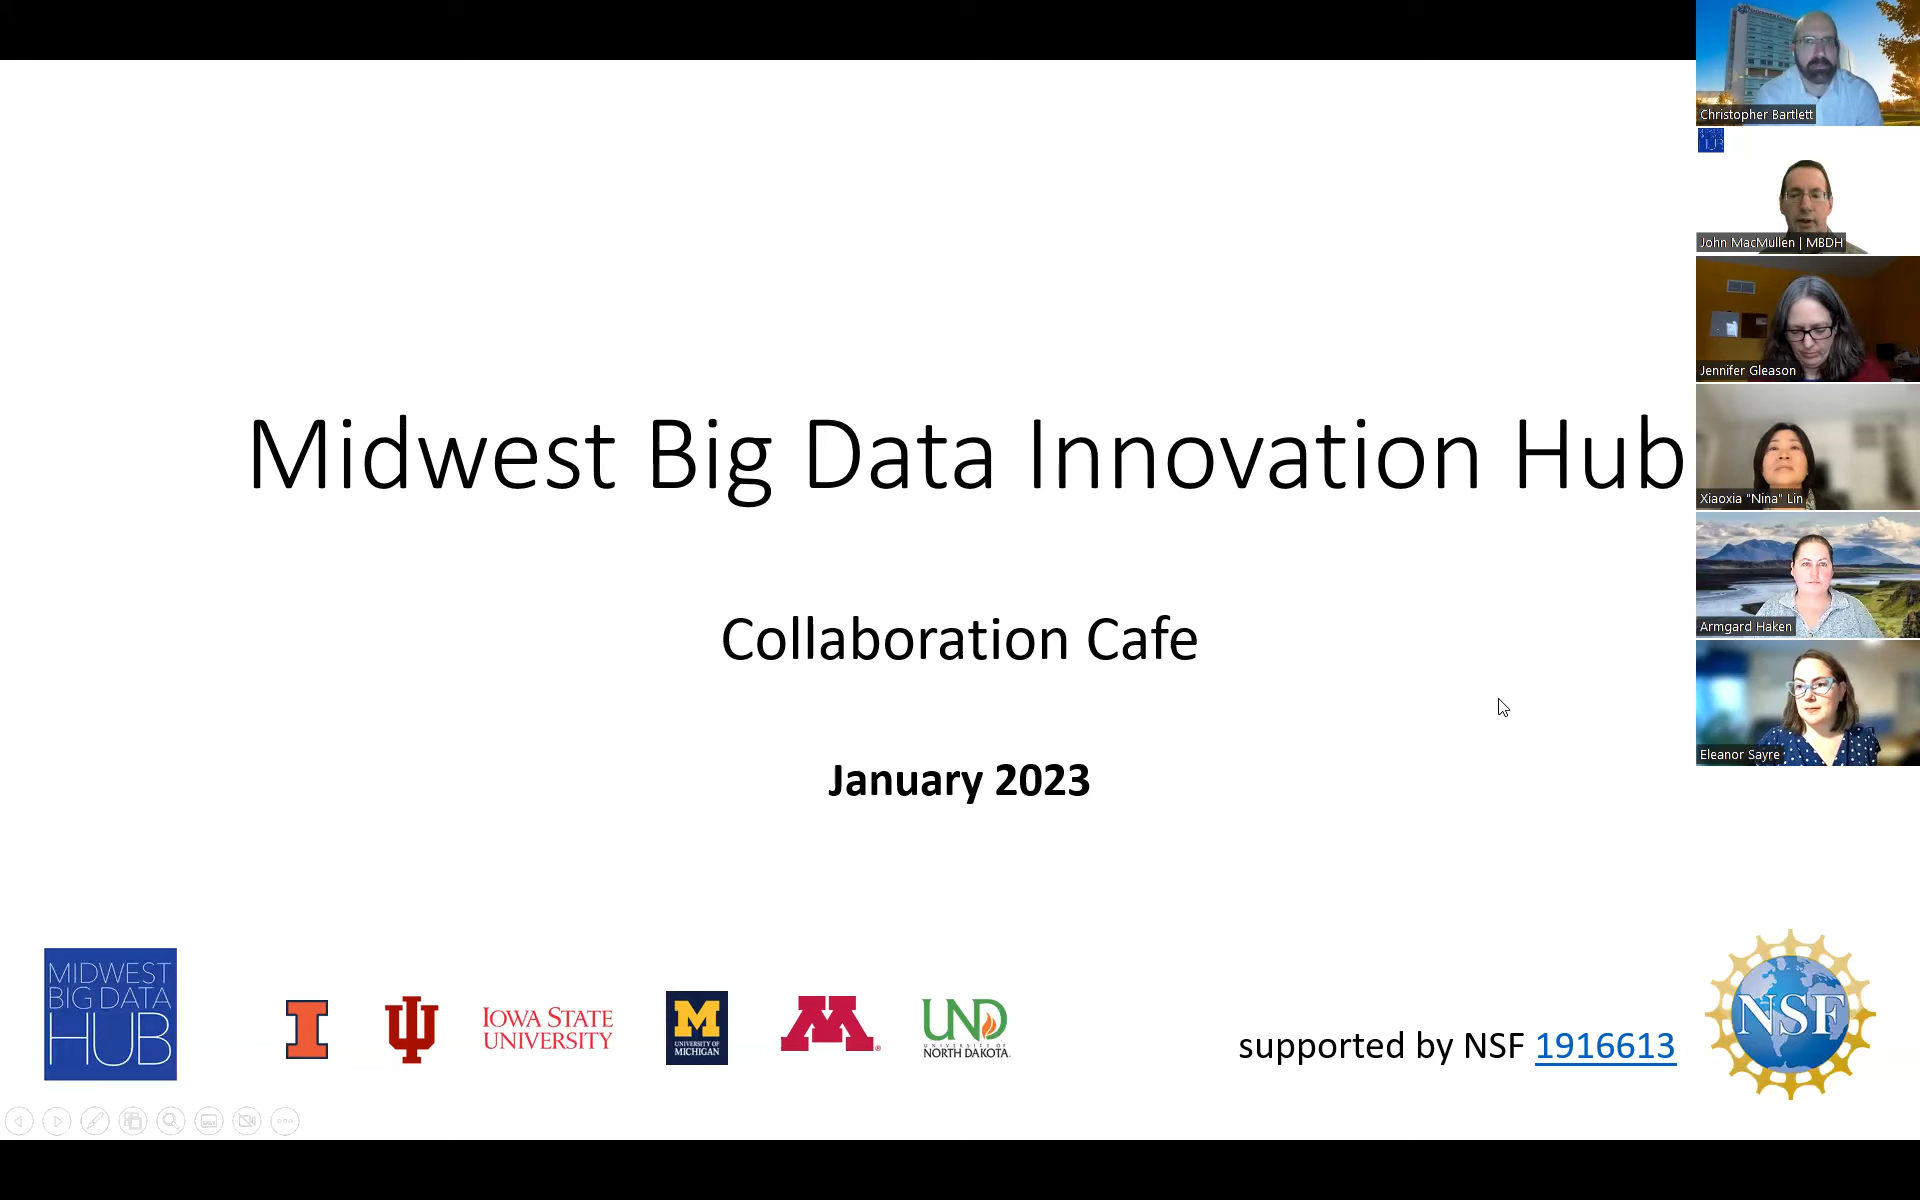 Midwest Big Data Innovation Hub
Collaboration Cafe
January 2023
MIDWEST
BIG DATA
HUB
I
IOWA STATE
UNIVERSITY
M
UNIVERSITY OF
MICHIGAN
M
UND
UNIVERSITY OF
NORTH DAKOTA
supported by NSF 1916613
NSF
Christopher Bartlett
John MacMullen | MBDH
Jennifer Gleason
Xiaoxia "Nina" Lin
Armgard Haken
Eleanor Sayre